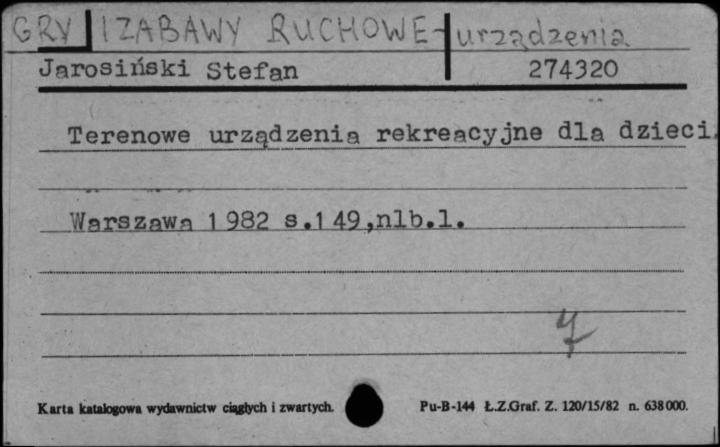 GRY I ZABAWY RUCHOWE - urządzenia
Jarosiński Stefan 274320
Terenowe urządzenia rekreacyjne dla dzieci.
Warszawa 1982 s.149,nlb.1.
Karta katalogowa wydawnictw ciągłych i zwartych. Pu-B-144 Ł.Z.Graf. Z. 120/15/82 n. 638000.